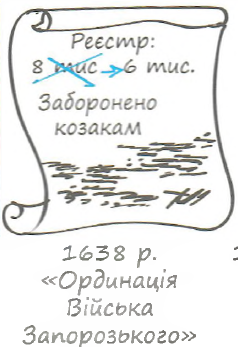 Реєстр:
8 тис → 6 тис.
Заборонено
козакам
1638 р.
«Ординація
Війська
Запорозького»